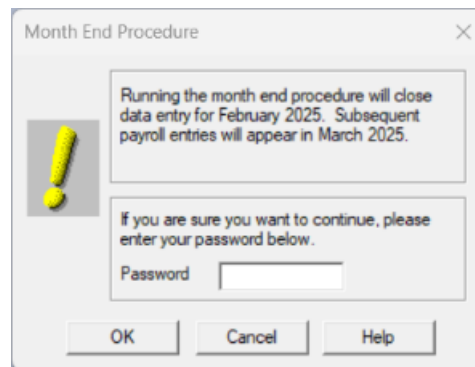 Month End Procedure
Running the month end procedure will close
data entry for February 2025.  Subsequent
payroll entries will appear in March 2025.
If you are sure you want to continue, please
enter your password below.
Password
OK Cancel Help